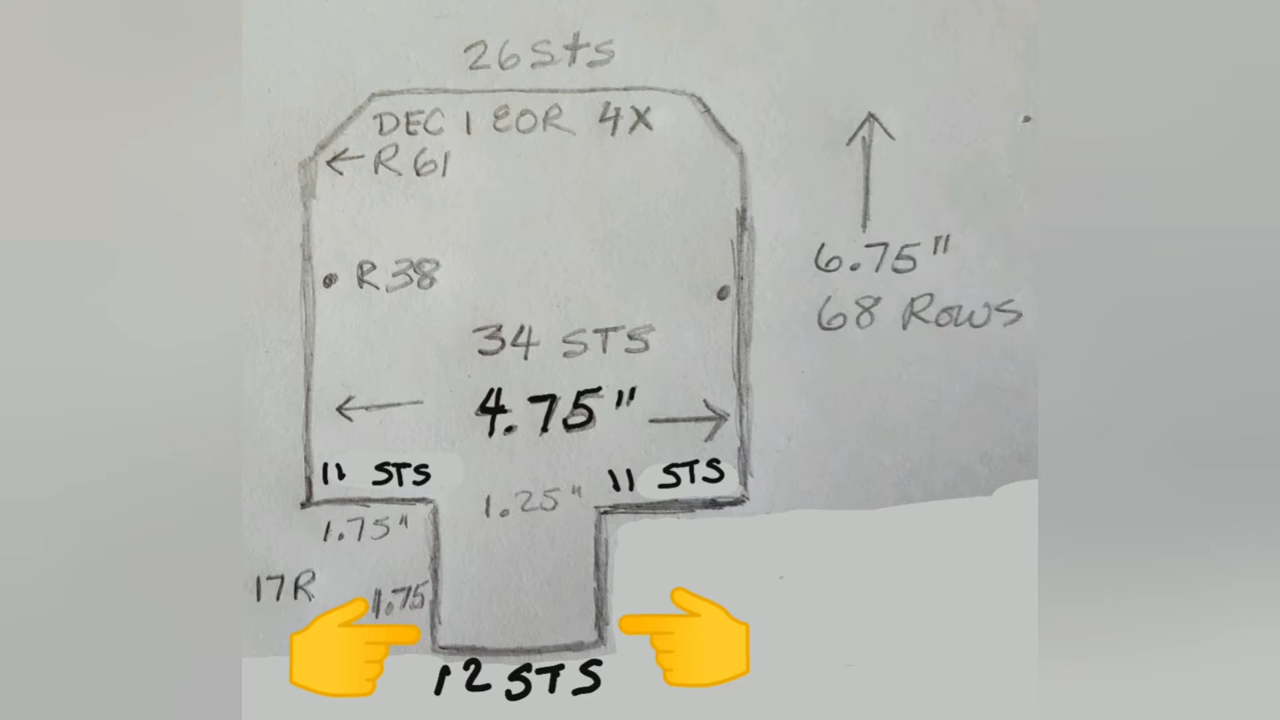 26 Sts
DEC 1 EOR 4X
← R 61
• R38
34 STS
4.75"
11 STS
11 STS
1.25"
1.75"
17R
1.75
12 STS
6.75"
68 Rows